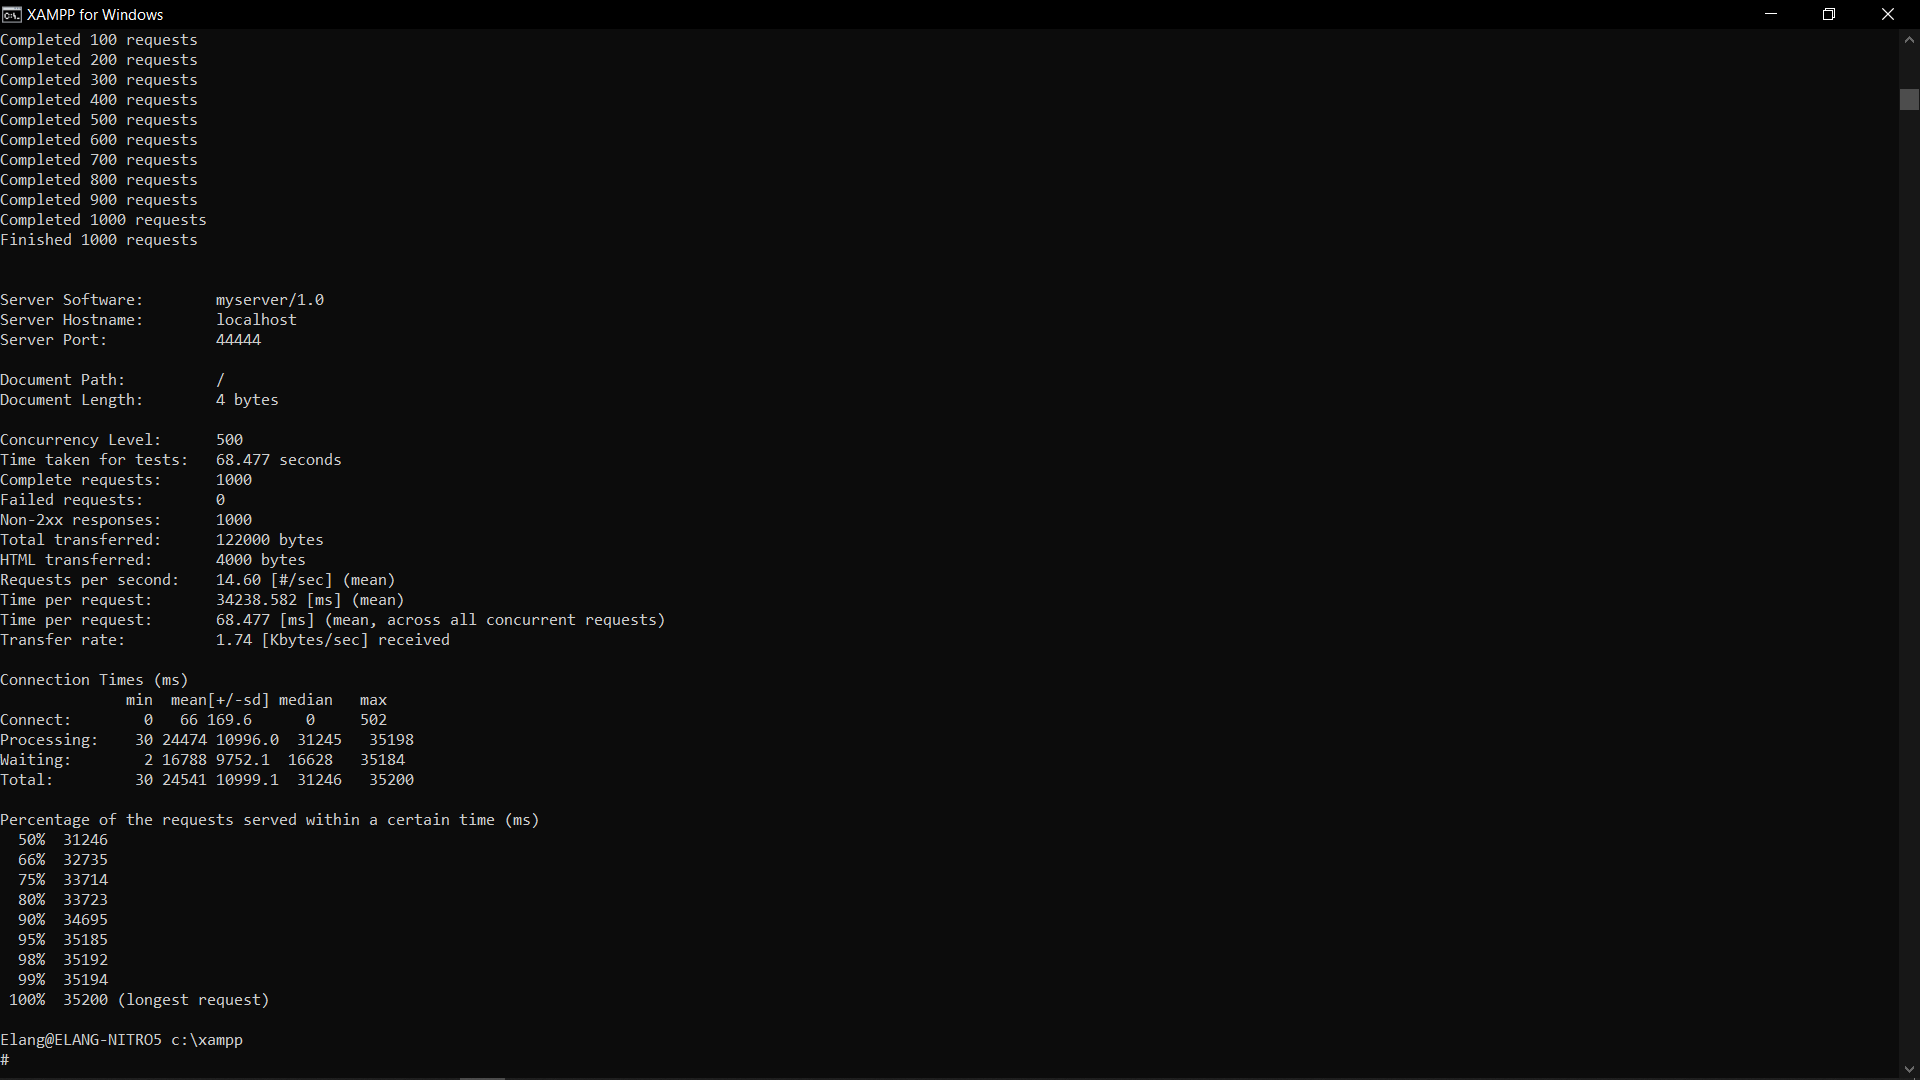 XAMPP for Windows
Completed 100 requests
Completed 200 requests
Completed 300 requests
Completed 400 requests
Completed 500 requests
Completed 600 requests
Completed 700 requests
Completed 800 requests
Completed 900 requests
Completed 1000 requests
Finished 1000 requests
Server Software:        myserver/1.0
Server Hostname:        localhost
Server Port:            44444
Document Path:          /
Document Length:        4 bytes
Concurrency Level:      500
Time taken for tests:   68.477 seconds
Complete requests:      1000
Failed requests:        0
Non-2xx responses:      1000
Total transferred:      122000 bytes
HTML transferred:       4000 bytes
Requests per second:    14.60 [#/sec] (mean)
Time per request:       34238.582 [ms] (mean)
Time per request:       68.477 [ms] (mean, across all concurrent requests)
Transfer rate:          1.74 [Kbytes/sec] received
Connection Times (ms)
              min  mean[+/-sd] median   max
Connect:        0   66 169.6      0     502
Processing:    30 24474 10996.0  31245   35198
Waiting:        2 16788 9752.1  16628   35184
Total:         30 24541 10999.1  31246   35200
Percentage of the requests served within a certain time (ms)
  50%  31246
  66%  32735
  75%  33714
  80%  33723
  90%  34695
  95%  35185
  98%  35192
  99%  35194
 100%  35200 (longest request)
Elang@ELANG-NITRO5 c:\xampp
#